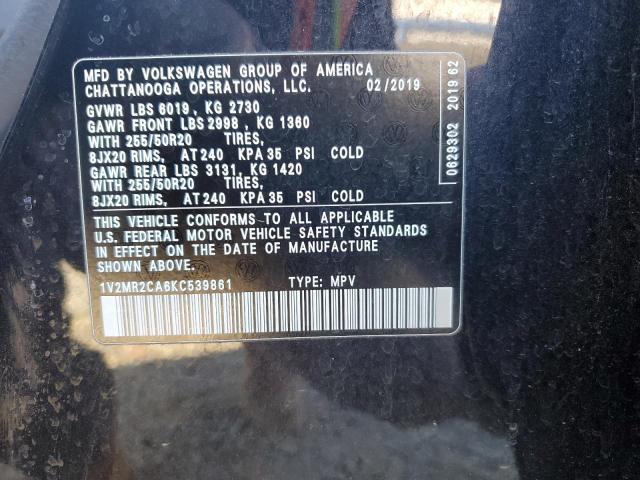 MFD BY VOLKSWAGEN GROUP OF AMERICA
CHATTANOOGA OPERATIONS, LLC. 02/2019
GVWR LBS 6019, KG 2730
GAWR FRONT LBS 2998, KG 1360
WITH 255/50R20 TIRES,
8JX20 RIMS, AT 240 KPA 35 PSI COLD
GAWR REAR LBS 3131, KG 1420
WITH 255/50R20 TIRES,
8JX20 RIMS, AT 240 KPA 35 PSI COLD
THIS VEHICLE CONFORMS TO ALL APPLICABLE
U.S. FEDERAL MOTOR VEHICLE SAFETY STANDARDS
IN EFFECT ON THE DATE OF MANUFACTURE
SHOWN ABOVE.
1V2MR2CA6KC539861 TYPE: MPV
0629302 2019 62